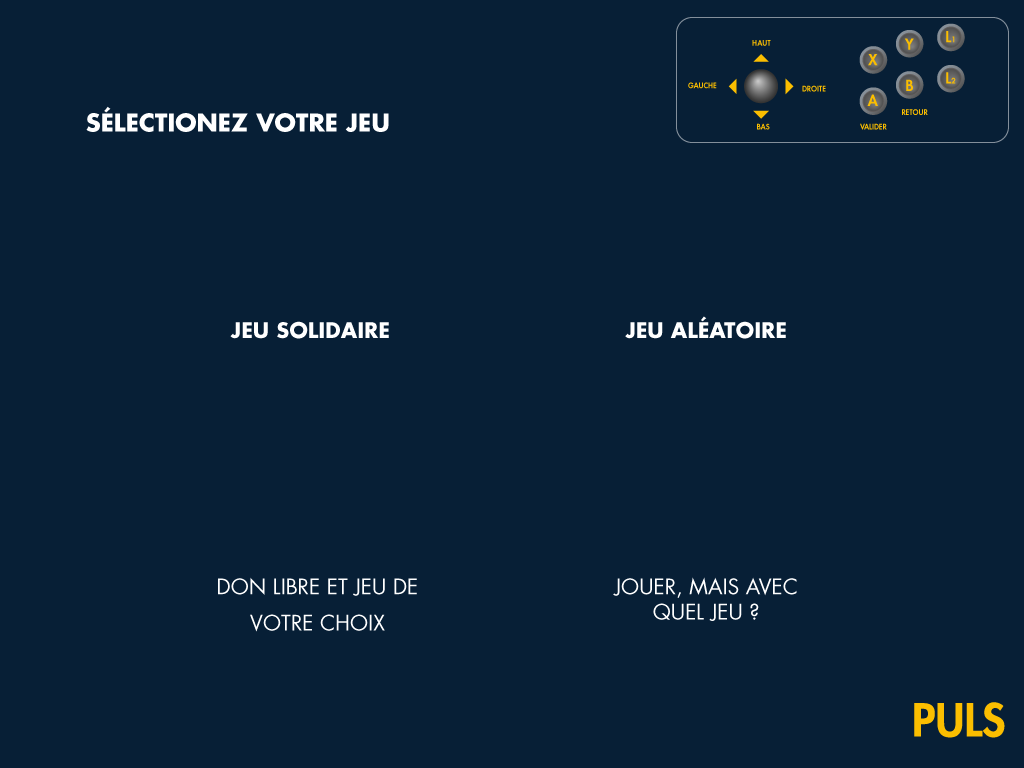 HAUT
GAUCHE
DROITE
BAS
X
Y
L1
A
B
L2
VALIDER
RETOUR
SÉLECTIONEZ VOTRE JEU
JEU SOLIDAIRE
JEU ALÉATOIRE
DON LIBRE ET JEU DE
VOTRE CHOIX
JOUER, MAIS AVEC
QUEL JEU ?
PULS